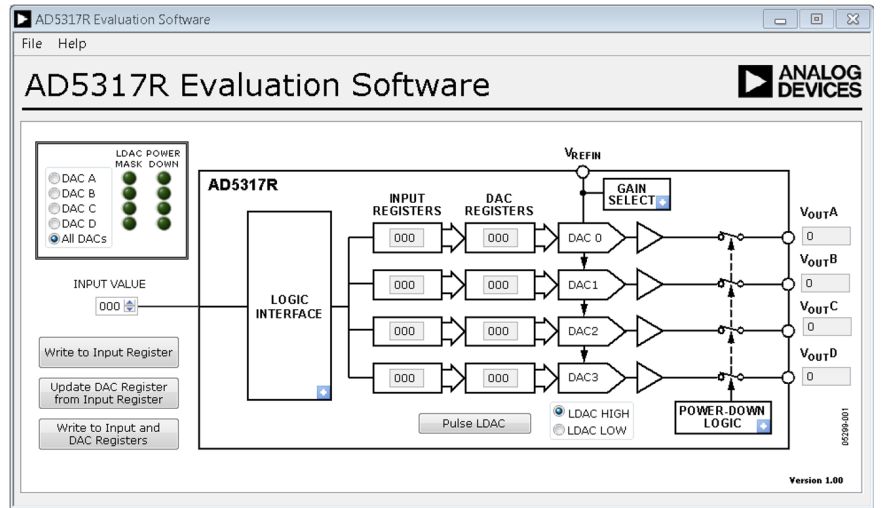 AD5317R Evaluation Software
File Help
AD5317R Evaluation Software
ANALOG
DEVICES
LDAC POWER
MASK DOWN
DAC A
DAC B
DAC C
DAC D
All DACs
INPUT VALUE
000
Write to Input Register
Update DAC Register
from Input Register
Write to Input and
DAC Registers
AD5317R
LOGIC
INTERFACE
INPUT
REGISTERS
DAC
REGISTERS
VREFIN
GAIN
SELECT
000 000 DAC 0
000 000 DAC1
000 000 DAC2
000 000 DAC3
Pulse LDAC
LDAC HIGH
LDAC LOW
POWER-DOWN
LOGIC
VOUTA
0
VOUTB
0
VOUTC
0
VOUTD
0
05299-001
Version 1.00